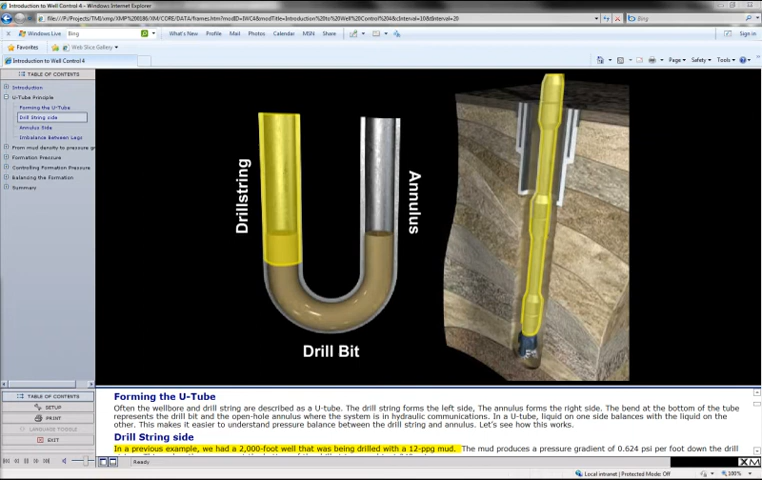 Introduction to Well Control 4 - Internet Explorer
Bing
Windows Live
Bing
What's New
Profile
Mail
Photos
Calendar
MSN
Share
Sign in
Favorites
Web Slice Gallery
Introduction to Well Control 4
Page
Safety
Tools
TABLE OF CONTENTS
Introduction
U-Tube Principle
Forming the U-Tube
Drill String side
Annulus Side
Imbalance between Legs
From mud density to pressure gr
Formation Pressure
Controlling Formation Pressure
Balancing the Formation
Summary
Drillstring
Annulus
Drill Bit
TABLE OF CONTENTS
SETUP
PRINT
LANGUAGE TOGGLE
EXIT
Forming the U-Tube
Often the wellbore and drill string are described as a U-tube. The drill string forms the left side, The annulus forms the right side. The bend at the bottom of the tube
represents the drill bit and the open-hole annulus where the system is in hydraulic communications. In a U-tube, liquid on one side balances with the liquid on the
other. This makes it easier to understand pressure balance between the drill string and annulus. Let's see how this works.
Drill String side
In a previous example, we had a 2,000-foot well that was being drilled with a 12-ppg mud. The mud produces a pressure gradient of 0.624 psi per foot down the drill
Ready
XM
Local intranet | Protected Mode: Off
100%